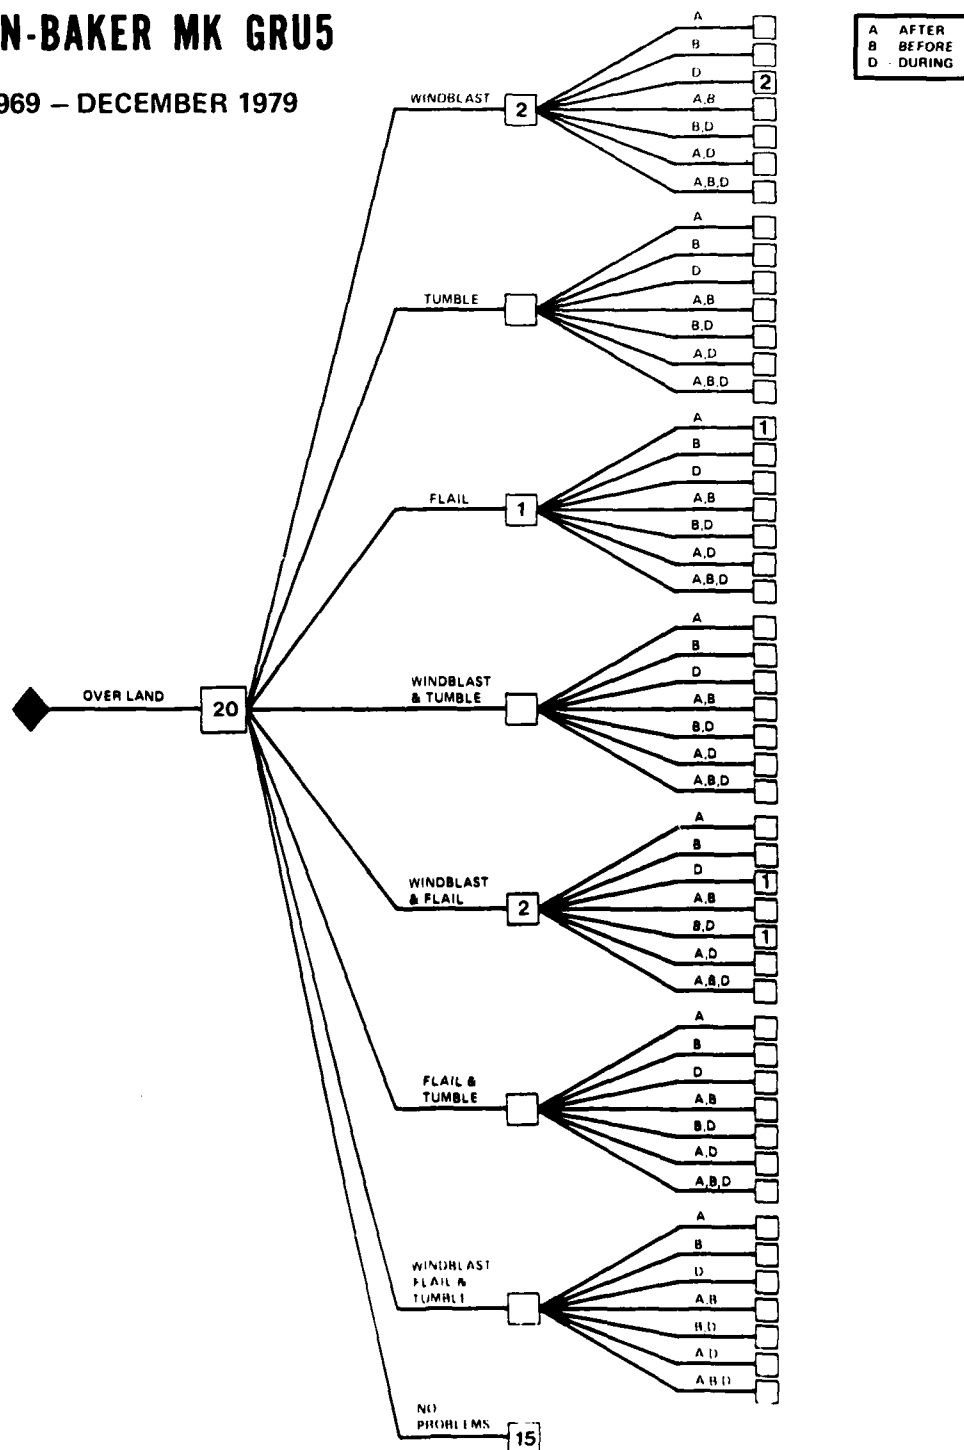 N-BAKER MK GRU5
969 – DECEMBER 1979
A AFTER
B BEFORE
D - DURING
WINDBLAST
2
A
B
D
2
A,B
B,D
A,D
A,B,D
TUMBLE
A
B
D
A,B
B,D
A,D
A,B,D
FLAIL
1
A
1
B
D
A,B
B,D
A,D
A,B,D
OVER LAND
20
WINDBLAST
& TUMBLE
A
B
D
A,B
B,D
A,D
A,B,D
WINDBLAST
& FLAIL
2
A
B
D
1
A,B
B,D
1
A,D
A,B,D
FLAIL &
TUMBLE
A
B
D
A,B
B,D
A,D
A,B,D
WINDBLAST
FLAIL &
TUMBLE
A
B
D
A,B
B,D
A D
A B D
NO
PROBLEMS
15